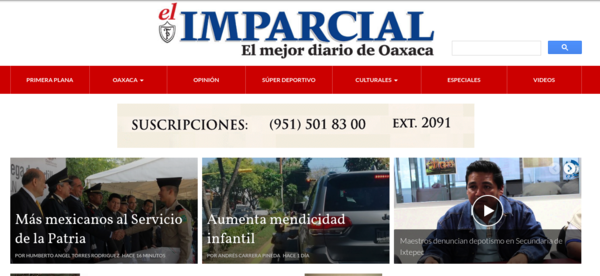 el
IMPARCIAL
El mejor diario de Oaxaca
PRIMERA PLANA OAXACA OPINIÓN SÚPER DEPORTIVO CULTURALES ESPECIALES VIDEOS
SUSCRIPCIONES: (951) 501 83 00 EXT. 2091
Más mexicanos al Servicio
de la Patria
POR HUMBERTO ANGEL TORRES RODRIGUEZ HACE 16 MINUTOS
Aumenta mendicidad
infantil
POR ANDRÉS CARRERA PINEDA HACE 1 DÍA
Maestros denuncian depotismo en Secundaria de
Ixtepec